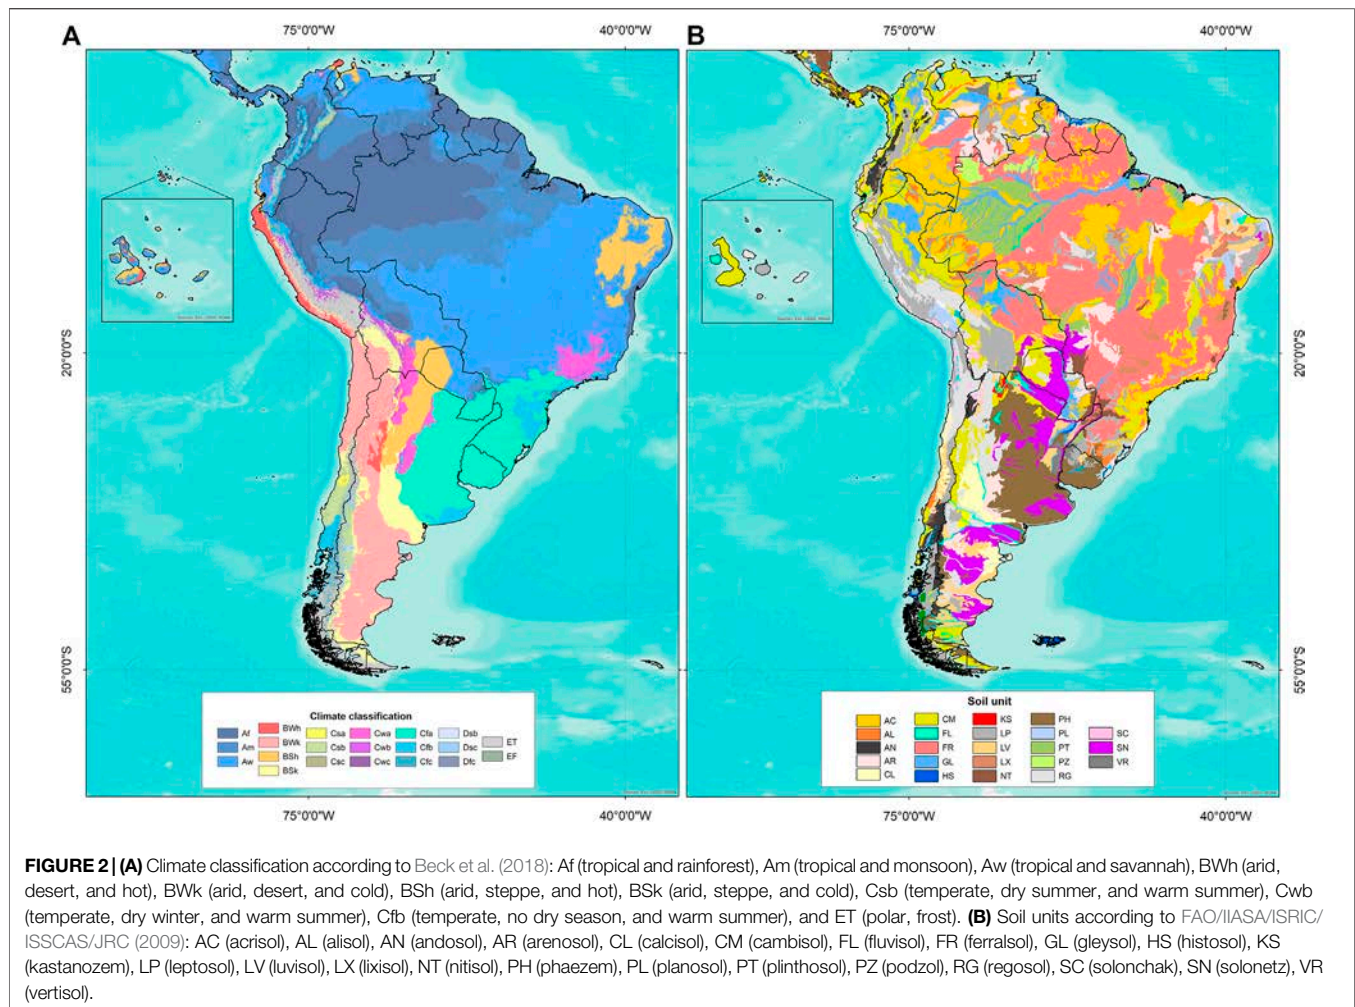 A
75°0'0"W
40°0'0"W
B
75°0'0"W
40°0'0"W
20°0'0"S
20°0'0"S
55°0'0"S
55°0'0"S
Climate classification
Af
Am
Aw
BWh
BWk
BSh
BSk
Csa
Csb
Csc
Cwa
Cwb
Cwc
Cfa
Cfb
Cfc
Dsb
Dsc
Dfc
ET
EF
Soil unit
AC
AL
AN
AR
CL
CM
FL
FR
GL
HS
KS
LP
LV
LX
NT
PH
PL
PT
PZ
RG
SC
SN
VR
75°0'0"W
40°0'0"W
75°0'0"W
40°0'0"W
FIGURE 2 | (A) Climate classification according to Beck et al. (2018): Af (tropical and rainforest), Am (tropical and monsoon), Aw (tropical and savannah), BWh (arid,
desert, and hot), BWk (arid, desert, and cold), BSh (arid, steppe, and hot), BSk (arid, steppe, and cold), Csb (temperate, dry summer, and warm summer), Cwb
(temperate, dry winter, and warm summer), Cfb (temperate, no dry season, and warm summer), and ET (polar, frost). (B) Soil units according to FAO/IIASA/ISRIC/
ISSCAS/JRC (2009): AC (acrisol), AL (alisol), AN (andosol), AR (arenosol), CL (calcisol), CM (cambisol), FL (fluvisol), FR (ferralsol), GL (gleysol), HS (histosol), KS
(kastanozem), LP (leptosol), LV (luvisol), LX (lixisol), NT (nitisol), PH (phaezem), PL (planosol), PT (plinthosol), PZ (podzol), RG (regosol), SC (solonchak), SN (solonetz), VR
(vertisol).